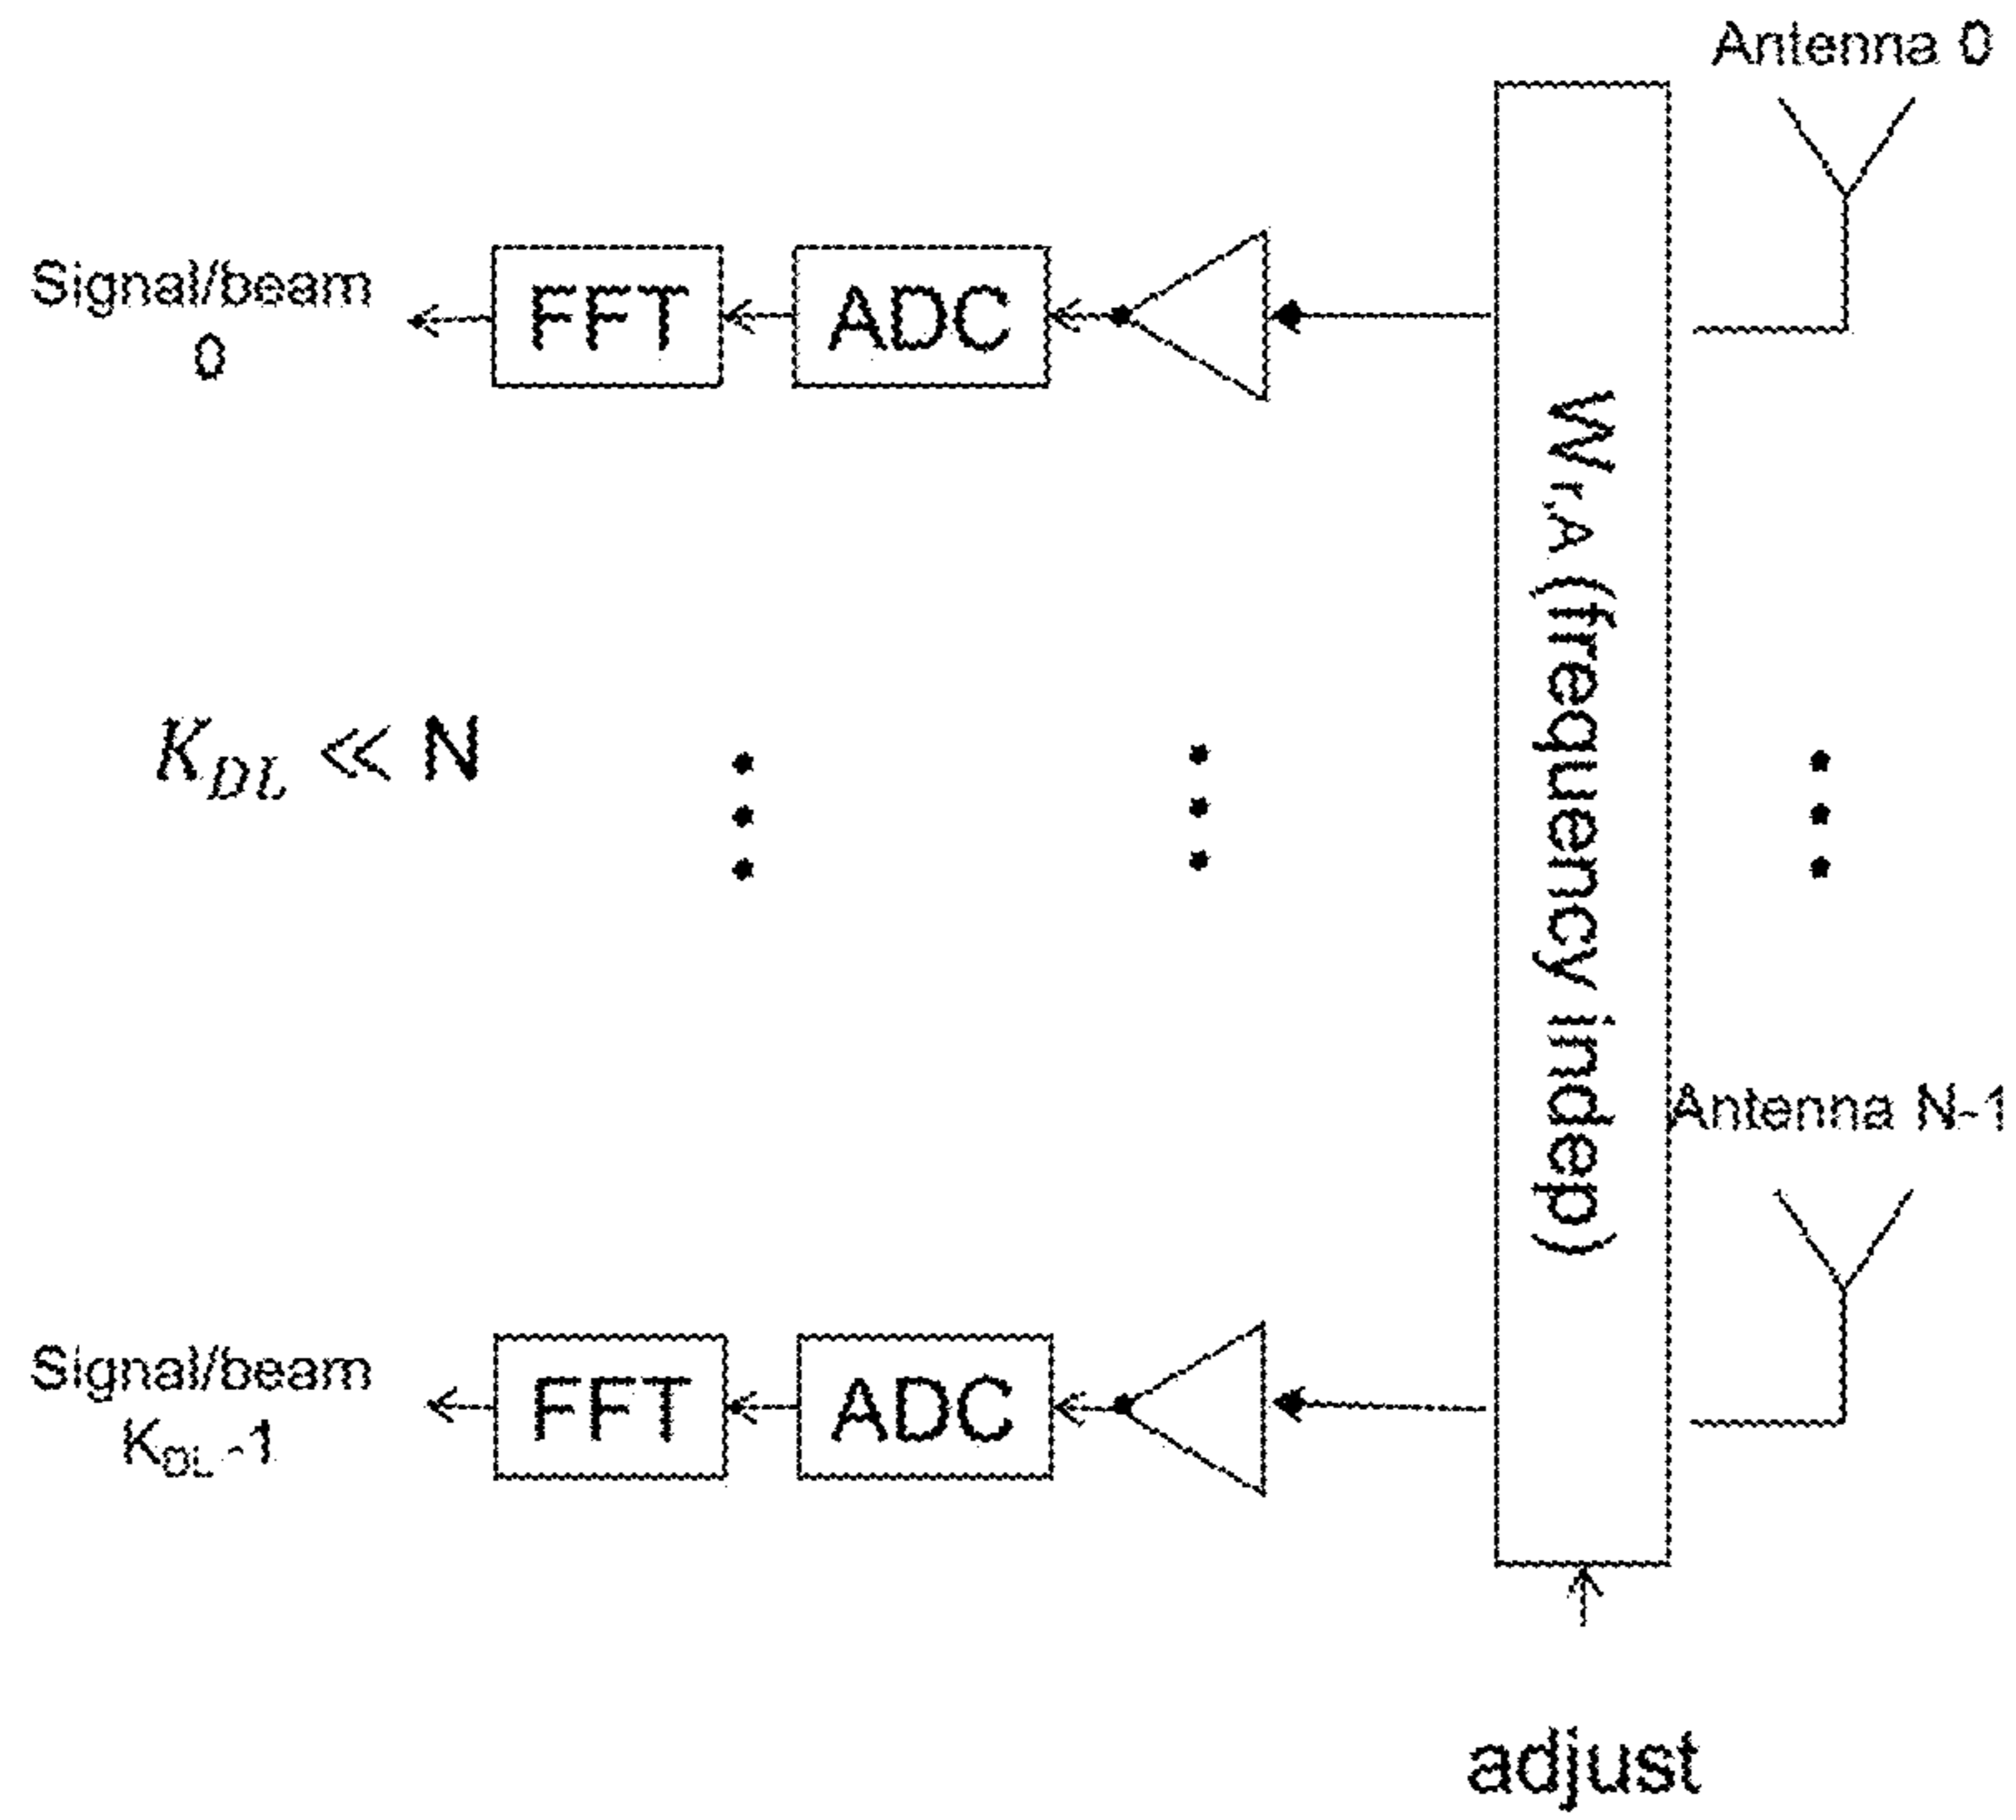 Antenna 0
Signal/beam
0
FFT
ADC
W_{r,A} (frequency indep)
K_{DL} ≪ N
Antenna N-1
Signal/beam
K_{DL}-1
FFT
ADC
adjust